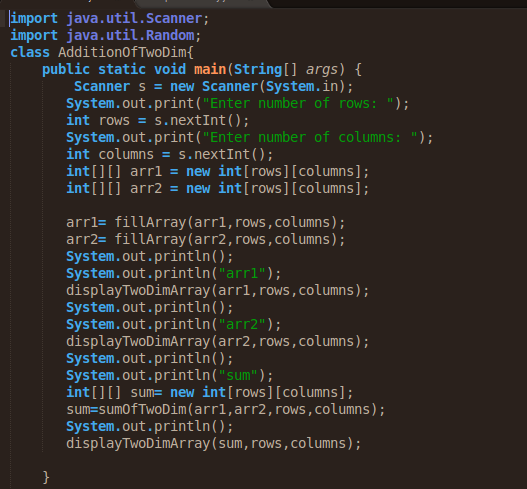 import java.util.Scanner;
import java.util.Random;
class AdditionOfTwoDim{
    public static void main(String[] args) {
        Scanner s = new Scanner(System.in);
       System.out.print("Enter number of rows: ");
       int rows = s.nextInt();
       System.out.print("Enter number of columns: ");
       int columns = s.nextInt();
       int[][] arr1 = new int[rows][columns];
       int[][] arr2 = new int[rows][columns];

       arr1= fillArray(arr1,rows,columns);
       arr2= fillArray(arr2,rows,columns);
       System.out.println();
       System.out.println("arr1");
       displayTwoDimArray(arr1,rows,columns);
       System.out.println();
       System.out.println("arr2");
       displayTwoDimArray(arr2,rows,columns);
       System.out.println();
       System.out.println("sum");
       int[][] sum= new int[rows][columns];
       sum=sumOfTwoDim(arr1,arr2,rows,columns);
       System.out.println();
       displayTwoDimArray(sum,rows,columns);

    }